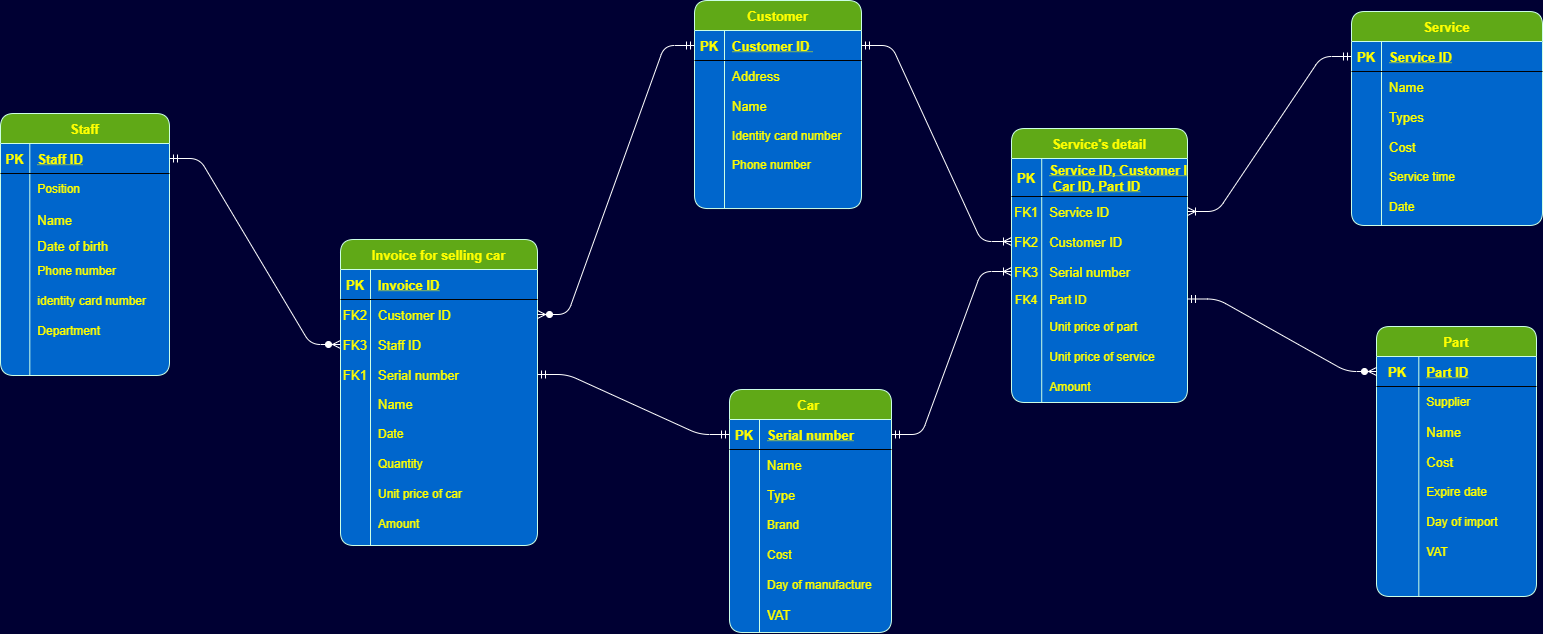 Customer
PK Customer ID
Address
Name
Identity card number
Phone number
Service
PK Service ID
Name
Types
Cost
Service time
Date
Staff
PK Staff ID
Position
Name
Date of birth
Phone number
identity card number
Department
Service's detail
PK Service ID, Customer I
Car ID, Part ID
FK1 Service ID
FK2 Customer ID
FK3 Serial number
FK4 Part ID
Unit price of part
Unit price of service
Amount
Invoice for selling car
PK Invoice ID
FK2 Customer ID
FK3 Staff ID
FK1 Serial number
Name
Date
Quantity
Unit price of car
Amount
Part
PK Part ID
Supplier
Name
Cost
Expire date
Day of import
VAT
Car
PK Serial number
Name
Type
Brand
Cost
Day of manufacture
VAT